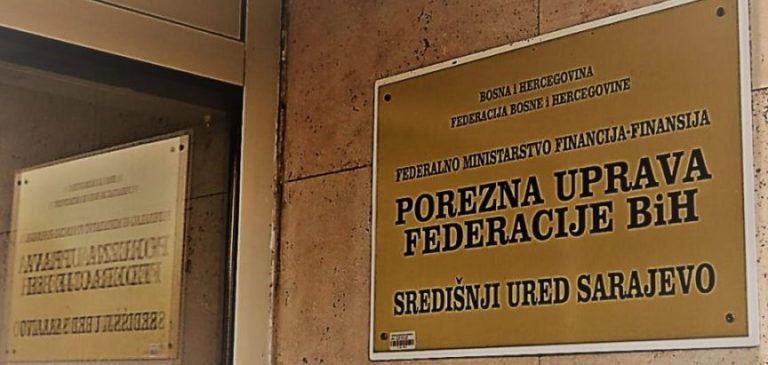 BOSNA i HERCEGOVINA
FEDERACIJA BOSNE i HERCEGOVINE
FEDERALNO MINISTARSTVO FINANCIJA-FINANSIJA
POREZNA UPRAVA
FEDERACIJE BiH
SREDIŠNJI URED SARAJEVO